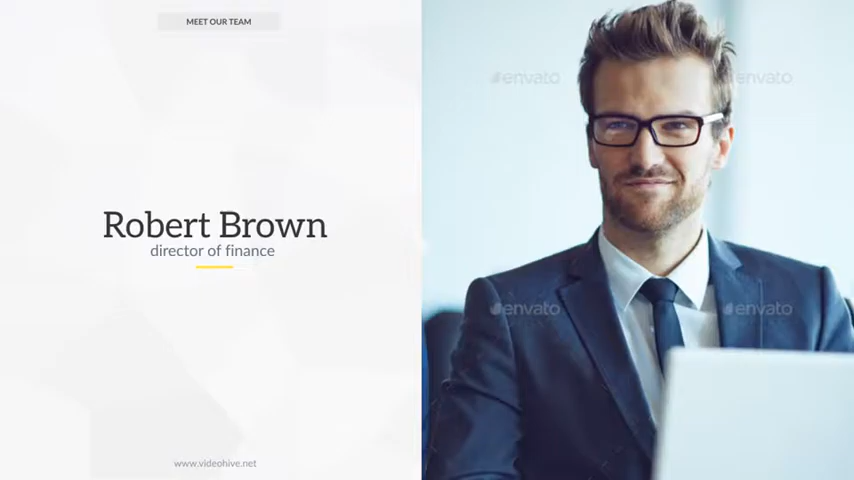 MEET OUR TEAM
envato
envato
Robert Brown
director of finance
envato
envato
www.videohive.net